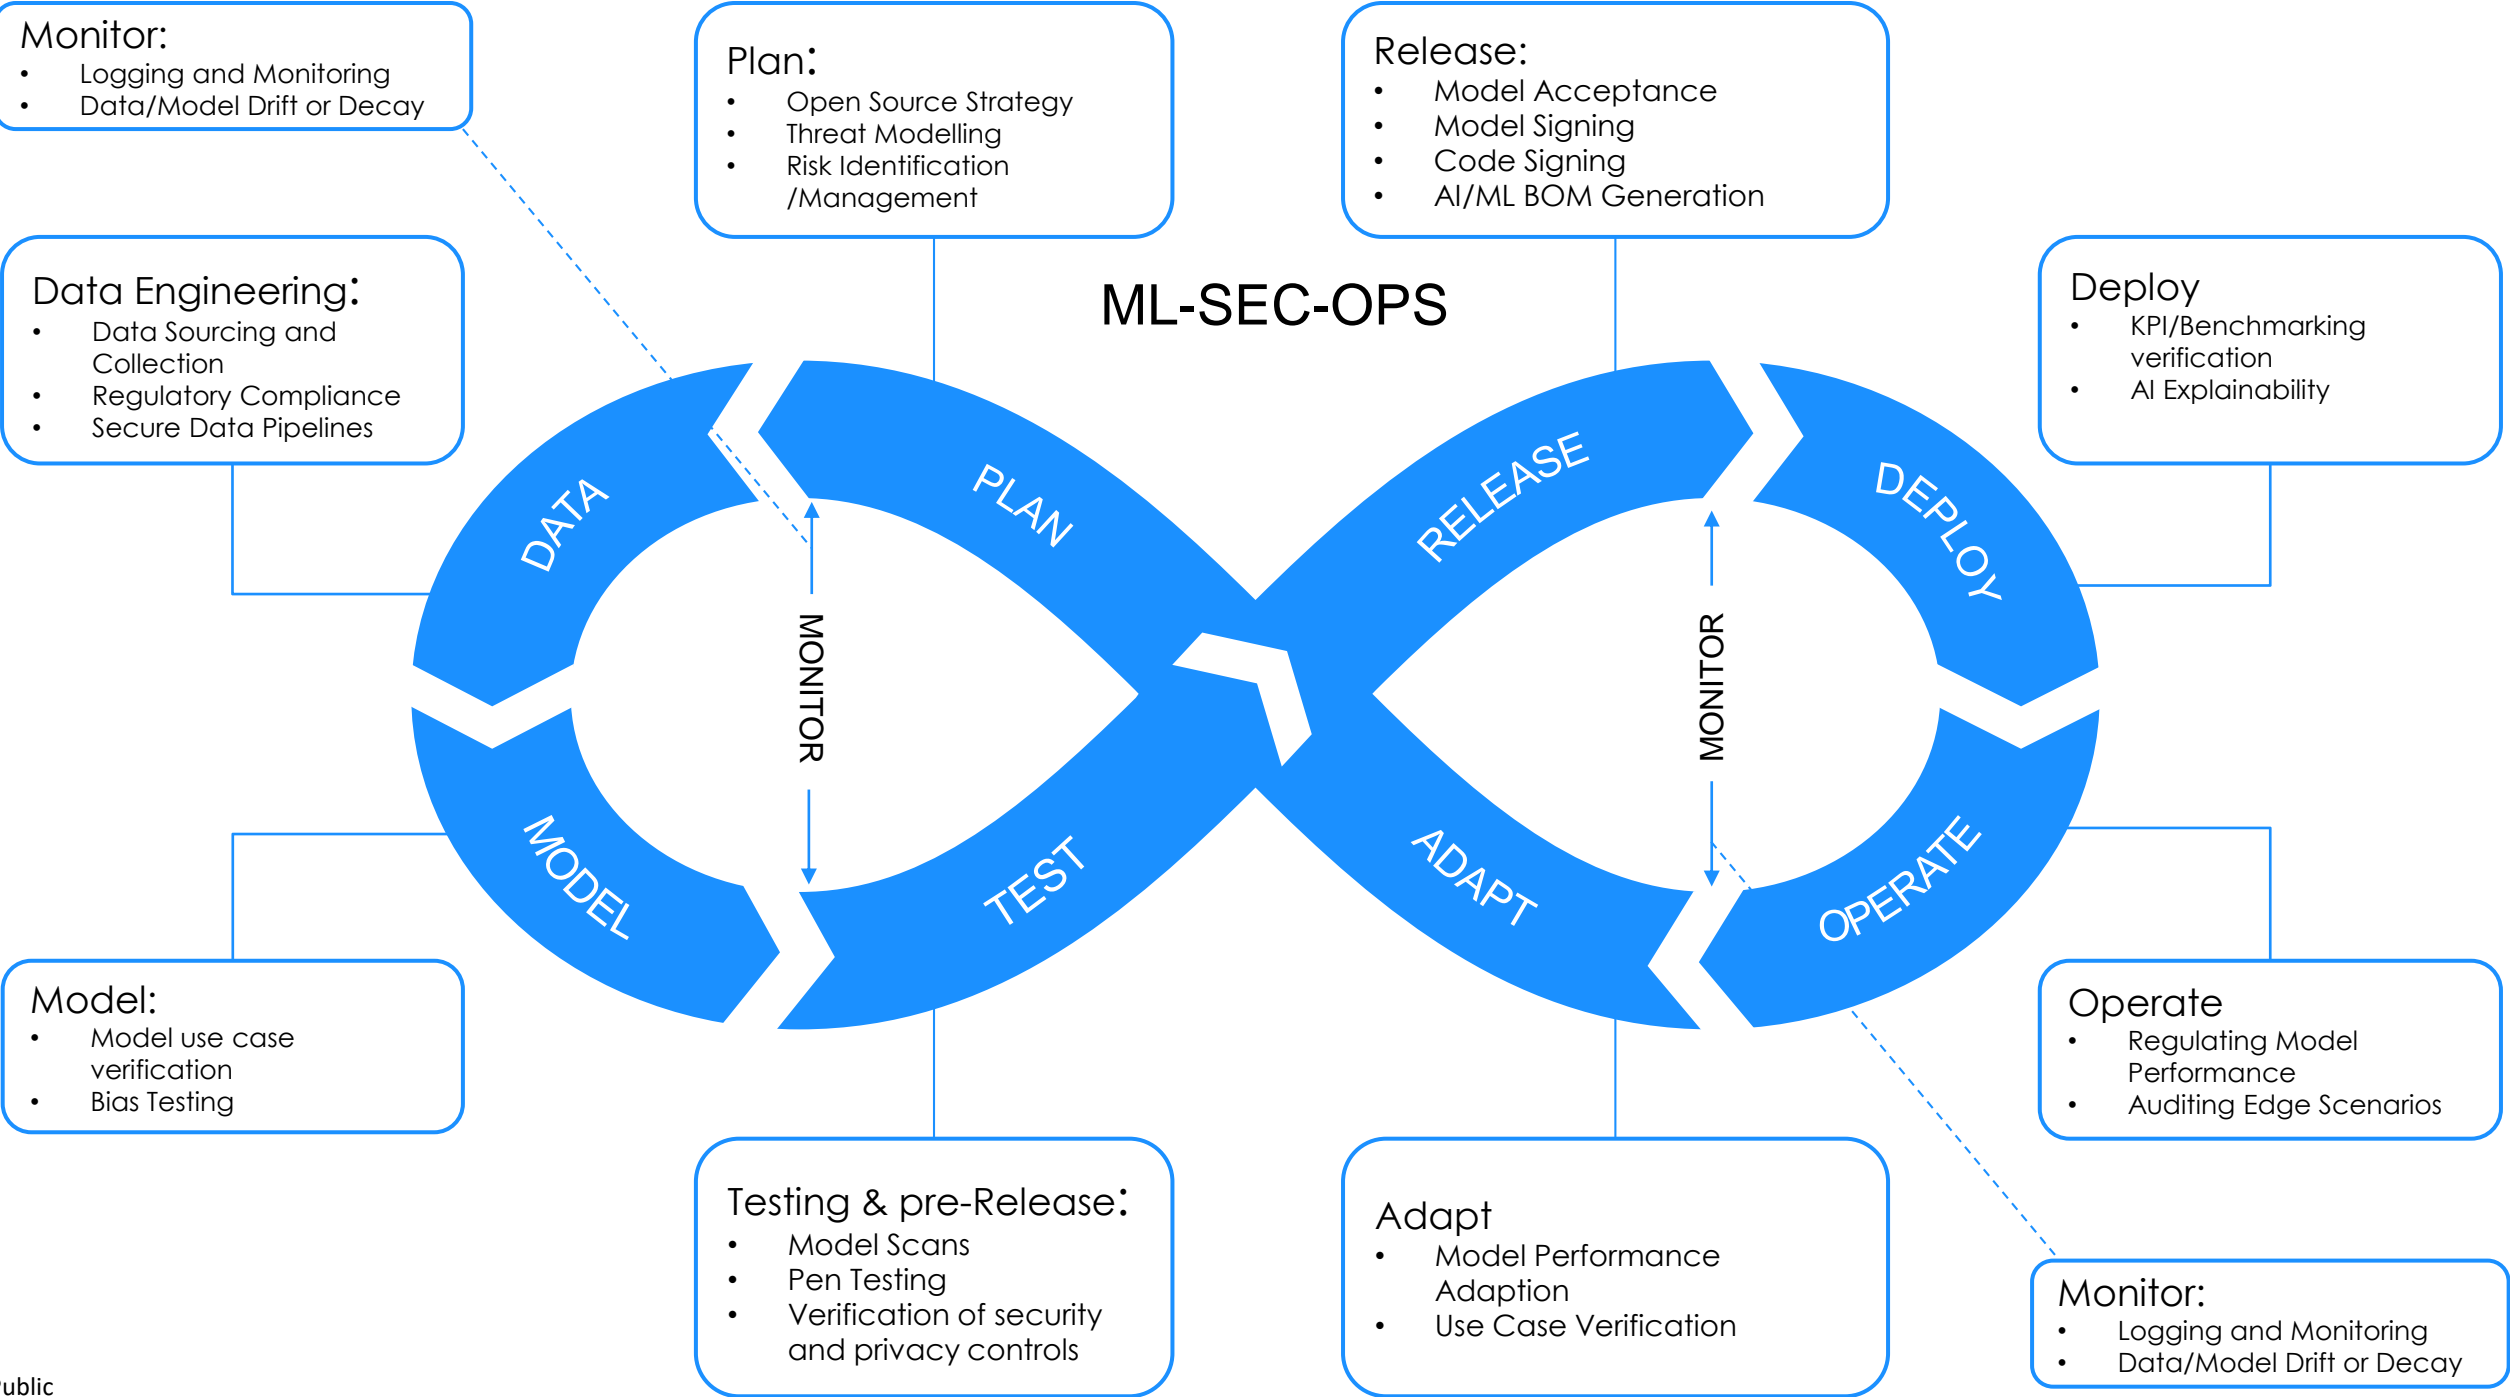 Monitor:
• Logging and Monitoring
• Data/Model Drift or Decay
Plan:
• Open Source Strategy
• Threat Modelling
• Risk Identification
/Management
Release:
• Model Acceptance
• Model Signing
• Code Signing
• AI/ML BOM Generation
Data Engineering:
• Data Sourcing and
Collection
• Regulatory Compliance
• Secure Data Pipelines
ML-SEC-OPS
Deploy
• KPI/Benchmarking
verification
• AI Explainability
DATA
PLAN
RELEASE
DEPLOY
MONITOR
MONITOR
MODEL
TEST
ADAPT
OPERATE
Model:
• Model use case
verification
• Bias Testing
Operate
• Regulating Model
Performance
• Auditing Edge Scenarios
Testing & pre-Release:
• Model Scans
• Pen Testing
• Verification of security
and privacy controls
Adapt
• Model Performance
Adaption
• Use Case Verification
Monitor:
• Logging and Monitoring
• Data/Model Drift or Decay
Public